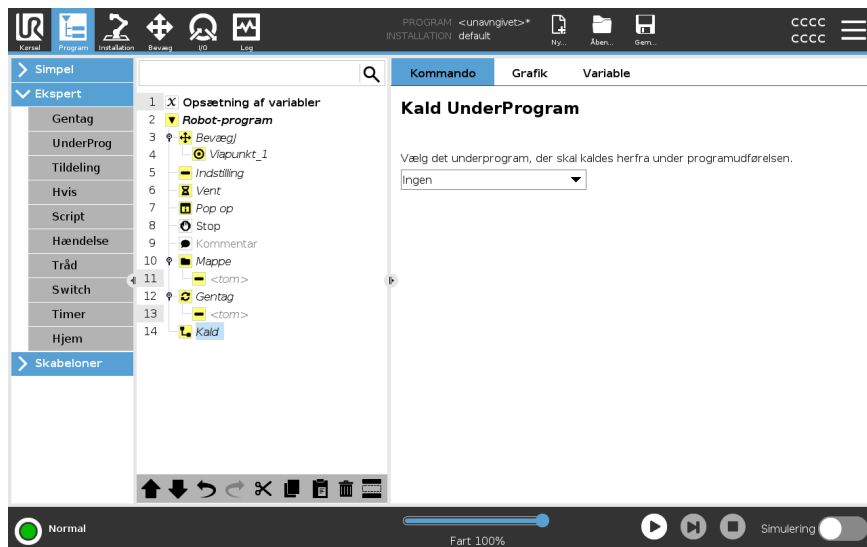 UR
Kørsel
Program
Installation
Bevæg
I/O
Log
PROGRAM <unavngivet>*
INSTALLATION default
Ny...
Åben...
Gem...
CCCC
CCCC
Simpel
Ekspert
Gentag
UnderProg
Tildeling
Hvis
Script
Hændelse
Tråd
Switch
Timer
Hjem
Skabeloner
1 X Opsætning af variabler
2 Robot-program
3 BevægJ
4 Viapunkt_1
5 Indstilling
6 Vent
7 Pop op
8 Stop
9 Kommentar
10 Mappe
11 <tom>
12 Gentag
13 <tom>
14 Kald
Kommando Grafik Variable
Kald UnderProgram
Vælg det underprogram, der skal kaldes herfra under programudførelsen.
Ingen
Normal
Fart 100%
Simulering